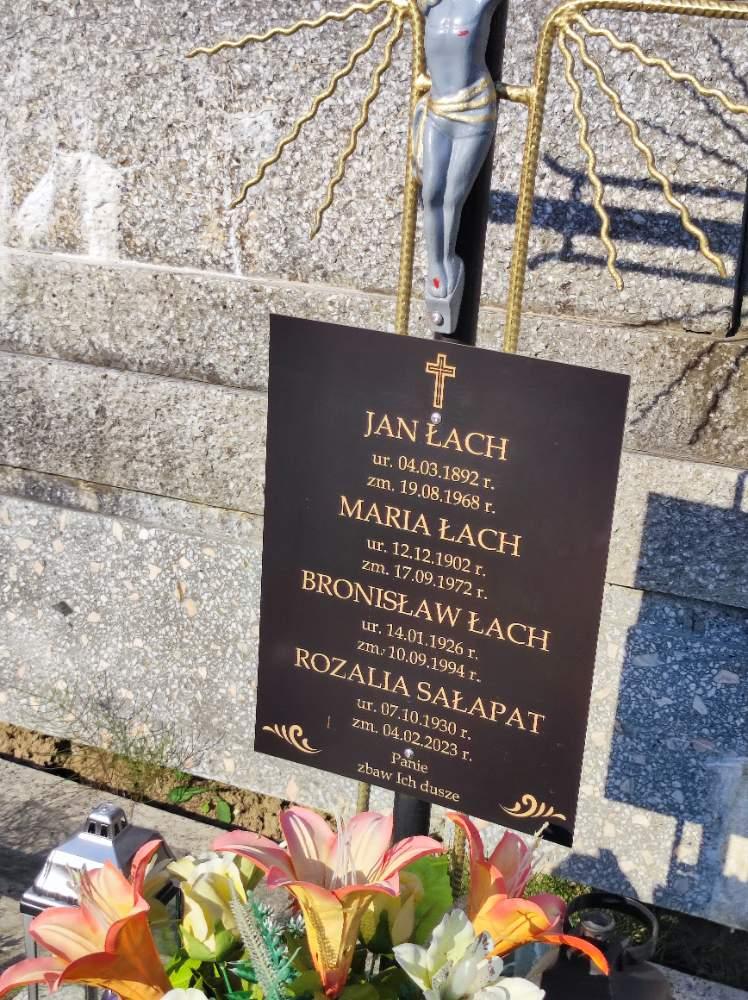 JAN ŁACH
ur. 04.03.1892 r.
zm. 19.08.1968 r.
MARIA ŁACH
ur. 12.12.1902 r.
zm. 17.09.1972 r.
BRONISŁAW ŁACH
ur. 14.01.1926 r.
zm. 10.09.1994 r.
ROZALIA SAŁAPAT
ur. 07.10.1930 r.
zm. 04.02.2023 r.
Panie
zbaw Ich dusze